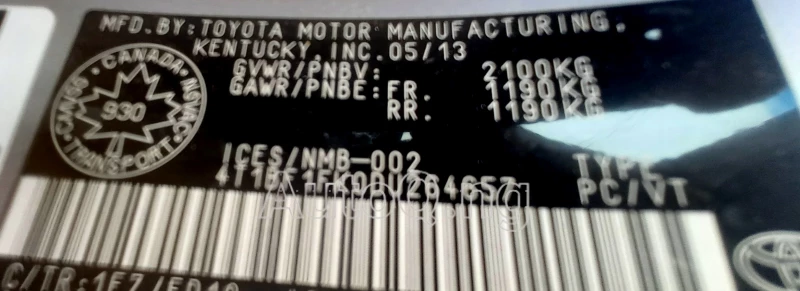 MFD.BY:TOYOTA MOTOR MANUFACTURING.
KENTUCKY,INC.05/13
GVWR/PNBV: 2100KG
GAWR/PNBE:FR. 1190KG
RR. 1190KG
CANADA
930
TRANSPORT
ICES/NMB-002
TYPE
PC/VT
C/TR: